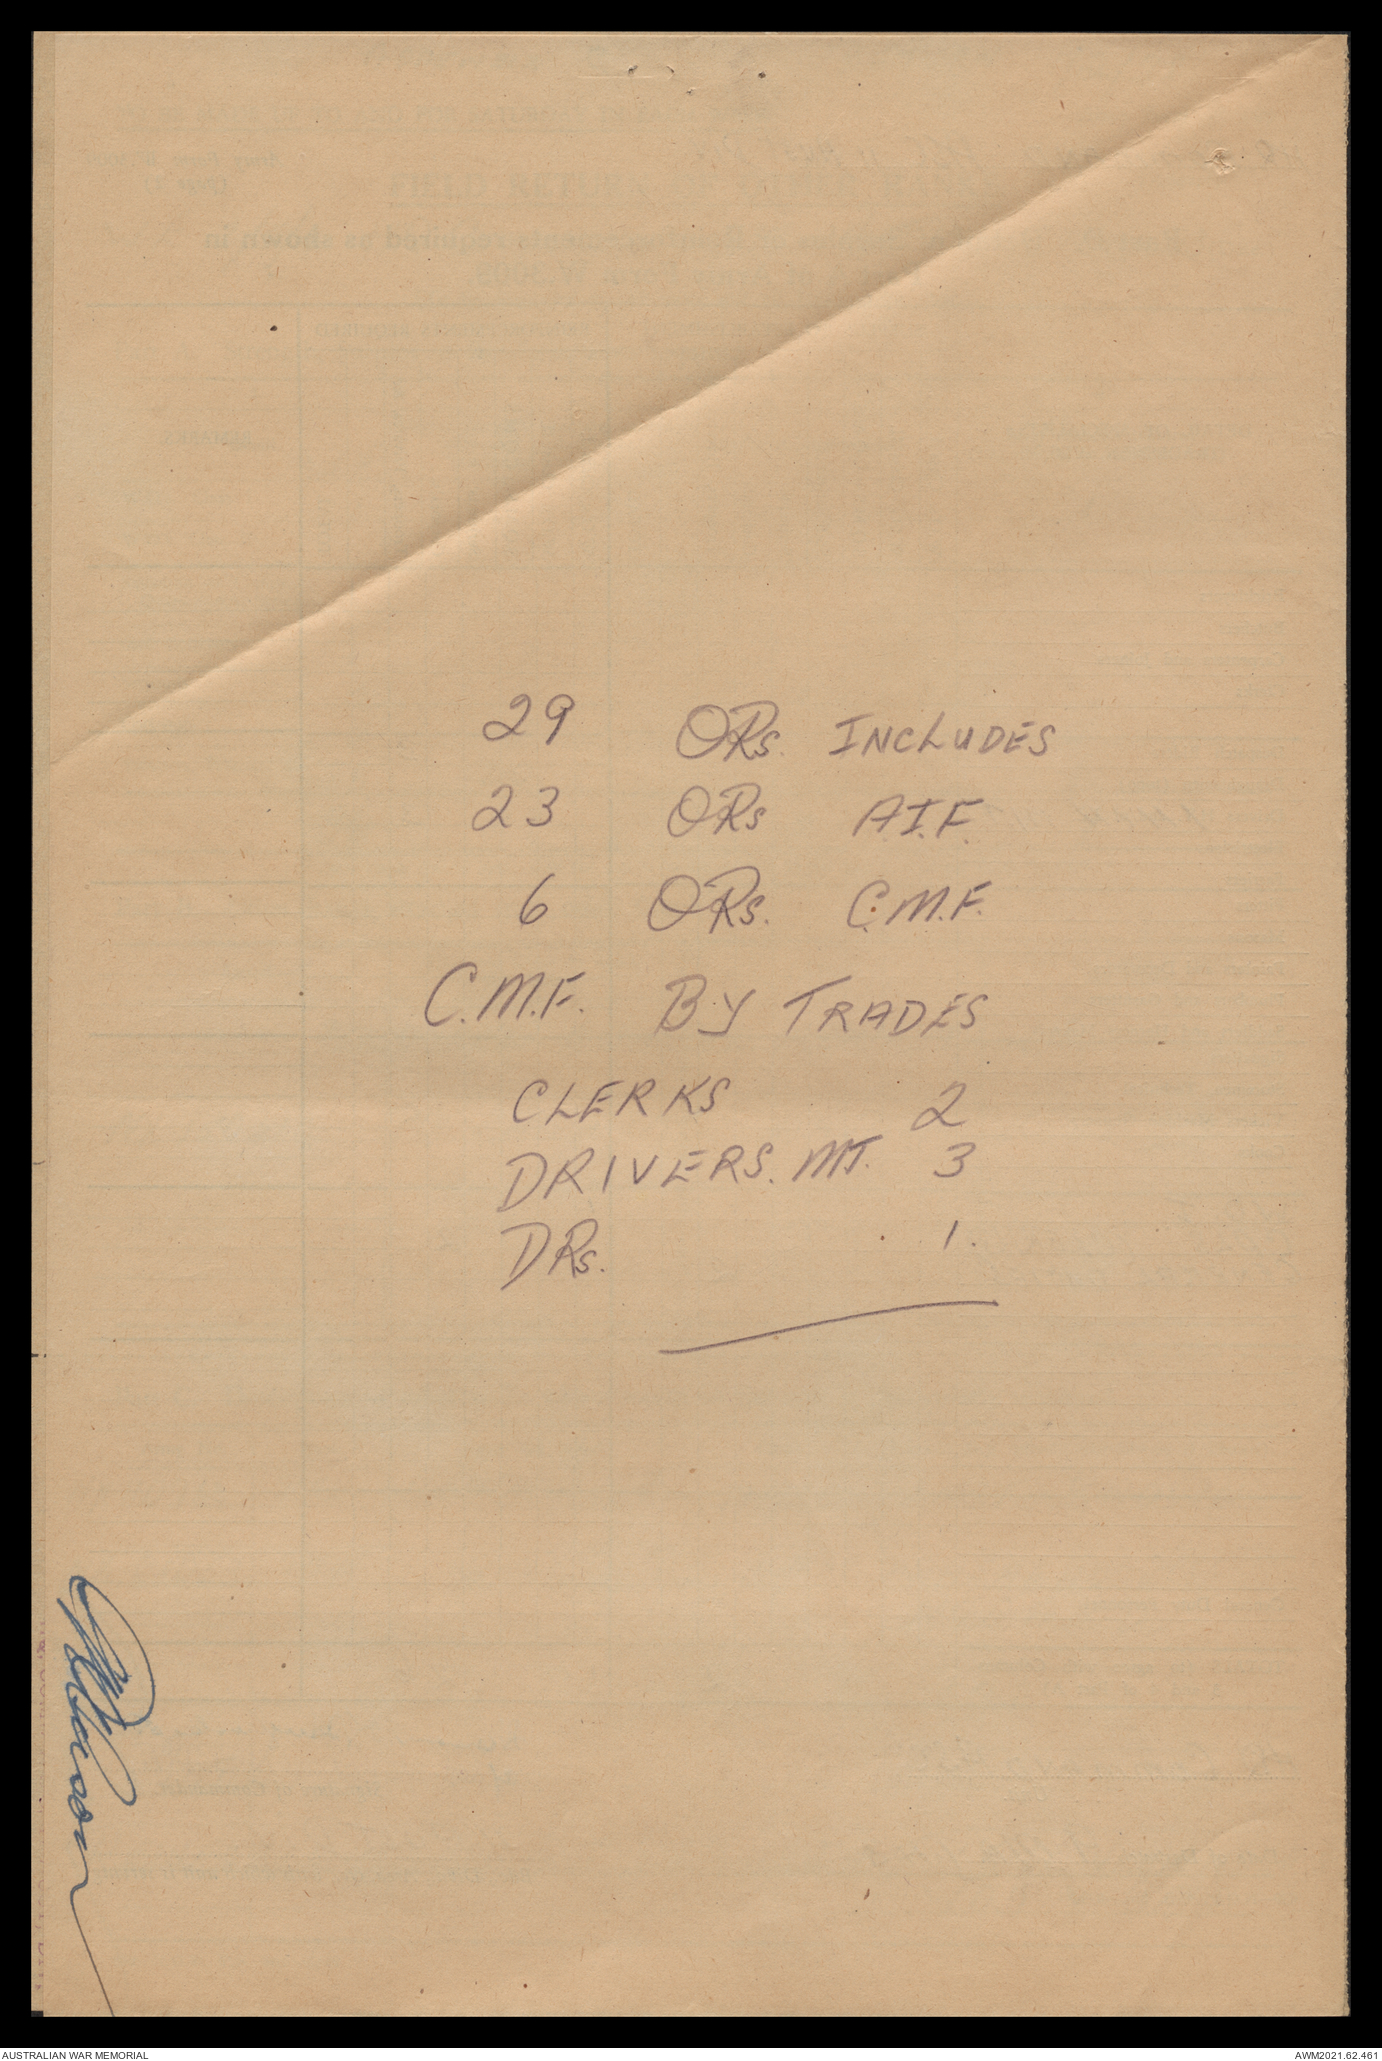 29 ORs. INCLUDES
23 ORs A.I.F.
6 ORs. C.M.F.
C.M.F. By TRADES
CLERKS 2
DRIVERS. MT. 3
DRs. 1.
AUSTRALIAN WAR MEMORIAL
AWM2021.62.461